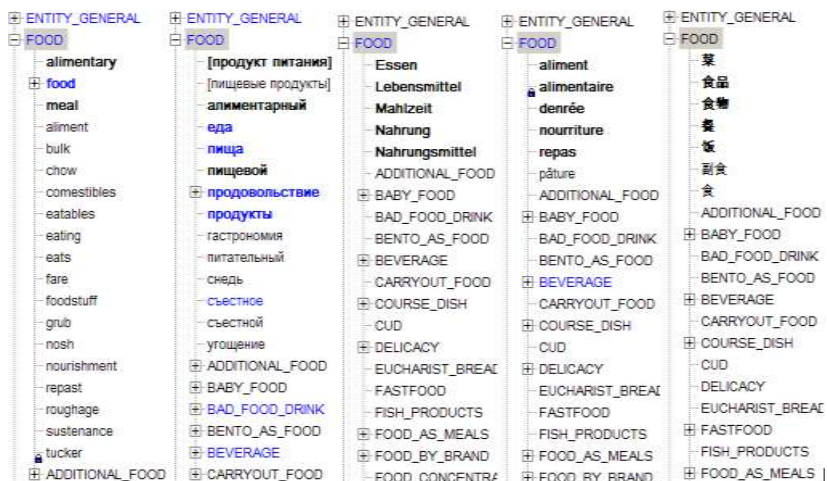 ENTITY_GENERAL
FOOD
alimentary
food
meal
aliment
bulk
chow
comestibles
eatables
eating
eats
fare
foodstuff
grub
nosh
nourishment
repast
roughage
sustenance
tucker
ADDITIONAL_FOOD
ENTITY_GENERAL
FOOD
[продукт питания]
[пищевые продукты]
алиментарный
еда
пища
пищевой
продовольствие
продукты
гастрономия
питательный
снедь
съестное
съестной
угощение
ADDITIONAL_FOOD
BABY_FOOD
BAD_FOOD_DRINK
BENTO_AS_FOOD
BEVERAGE
CARRYOUT_FOOD
ENTITY_GENERAL
FOOD
Essen
Lebensmittel
Mahlzeit
Nahrung
Nahrungsmittel
ADDITIONAL_FOOD
BABY_FOOD
BAD_FOOD_DRINK
BENTO_AS_FOOD
BEVERAGE
CARRYOUT_FOOD
COURSE_DISH
CUD
DELICACY
EUCHARIST_BREAD
FASTFOOD
FISH_PRODUCTS
FOOD_AS_MEALS
FOOD_BY_BRAND
FOOD_CONCENTRA
ENTITY_GENERAL
FOOD
aliment
alimentaire
denrée
nourriture
repas
pâture
ADDITIONAL_FOOD
BABY_FOOD
BAD_FOOD_DRINK
BENTO_AS_FOOD
BEVERAGE
CARRYOUT_FOOD
COURSE_DISH
CUD
DELICACY
EUCHARIST_BREAD
FASTFOOD
FISH_PRODUCTS
FOOD_AS_MEALS
FOOD_BY_BRAND
ENTITY_GENERAL
FOOD
菜
食品
食物
餐
饭
副食
食
ADDITIONAL_FOOD
BABY_FOOD
BAD_FOOD_DRINK
BENTO_AS_FOOD
BEVERAGE
CARRYOUT_FOOD
COURSE_DISH
CUD
DELICACY
EUCHARIST_BREAD
FASTFOOD
FISH_PRODUCTS
FOOD_AS_MEALS